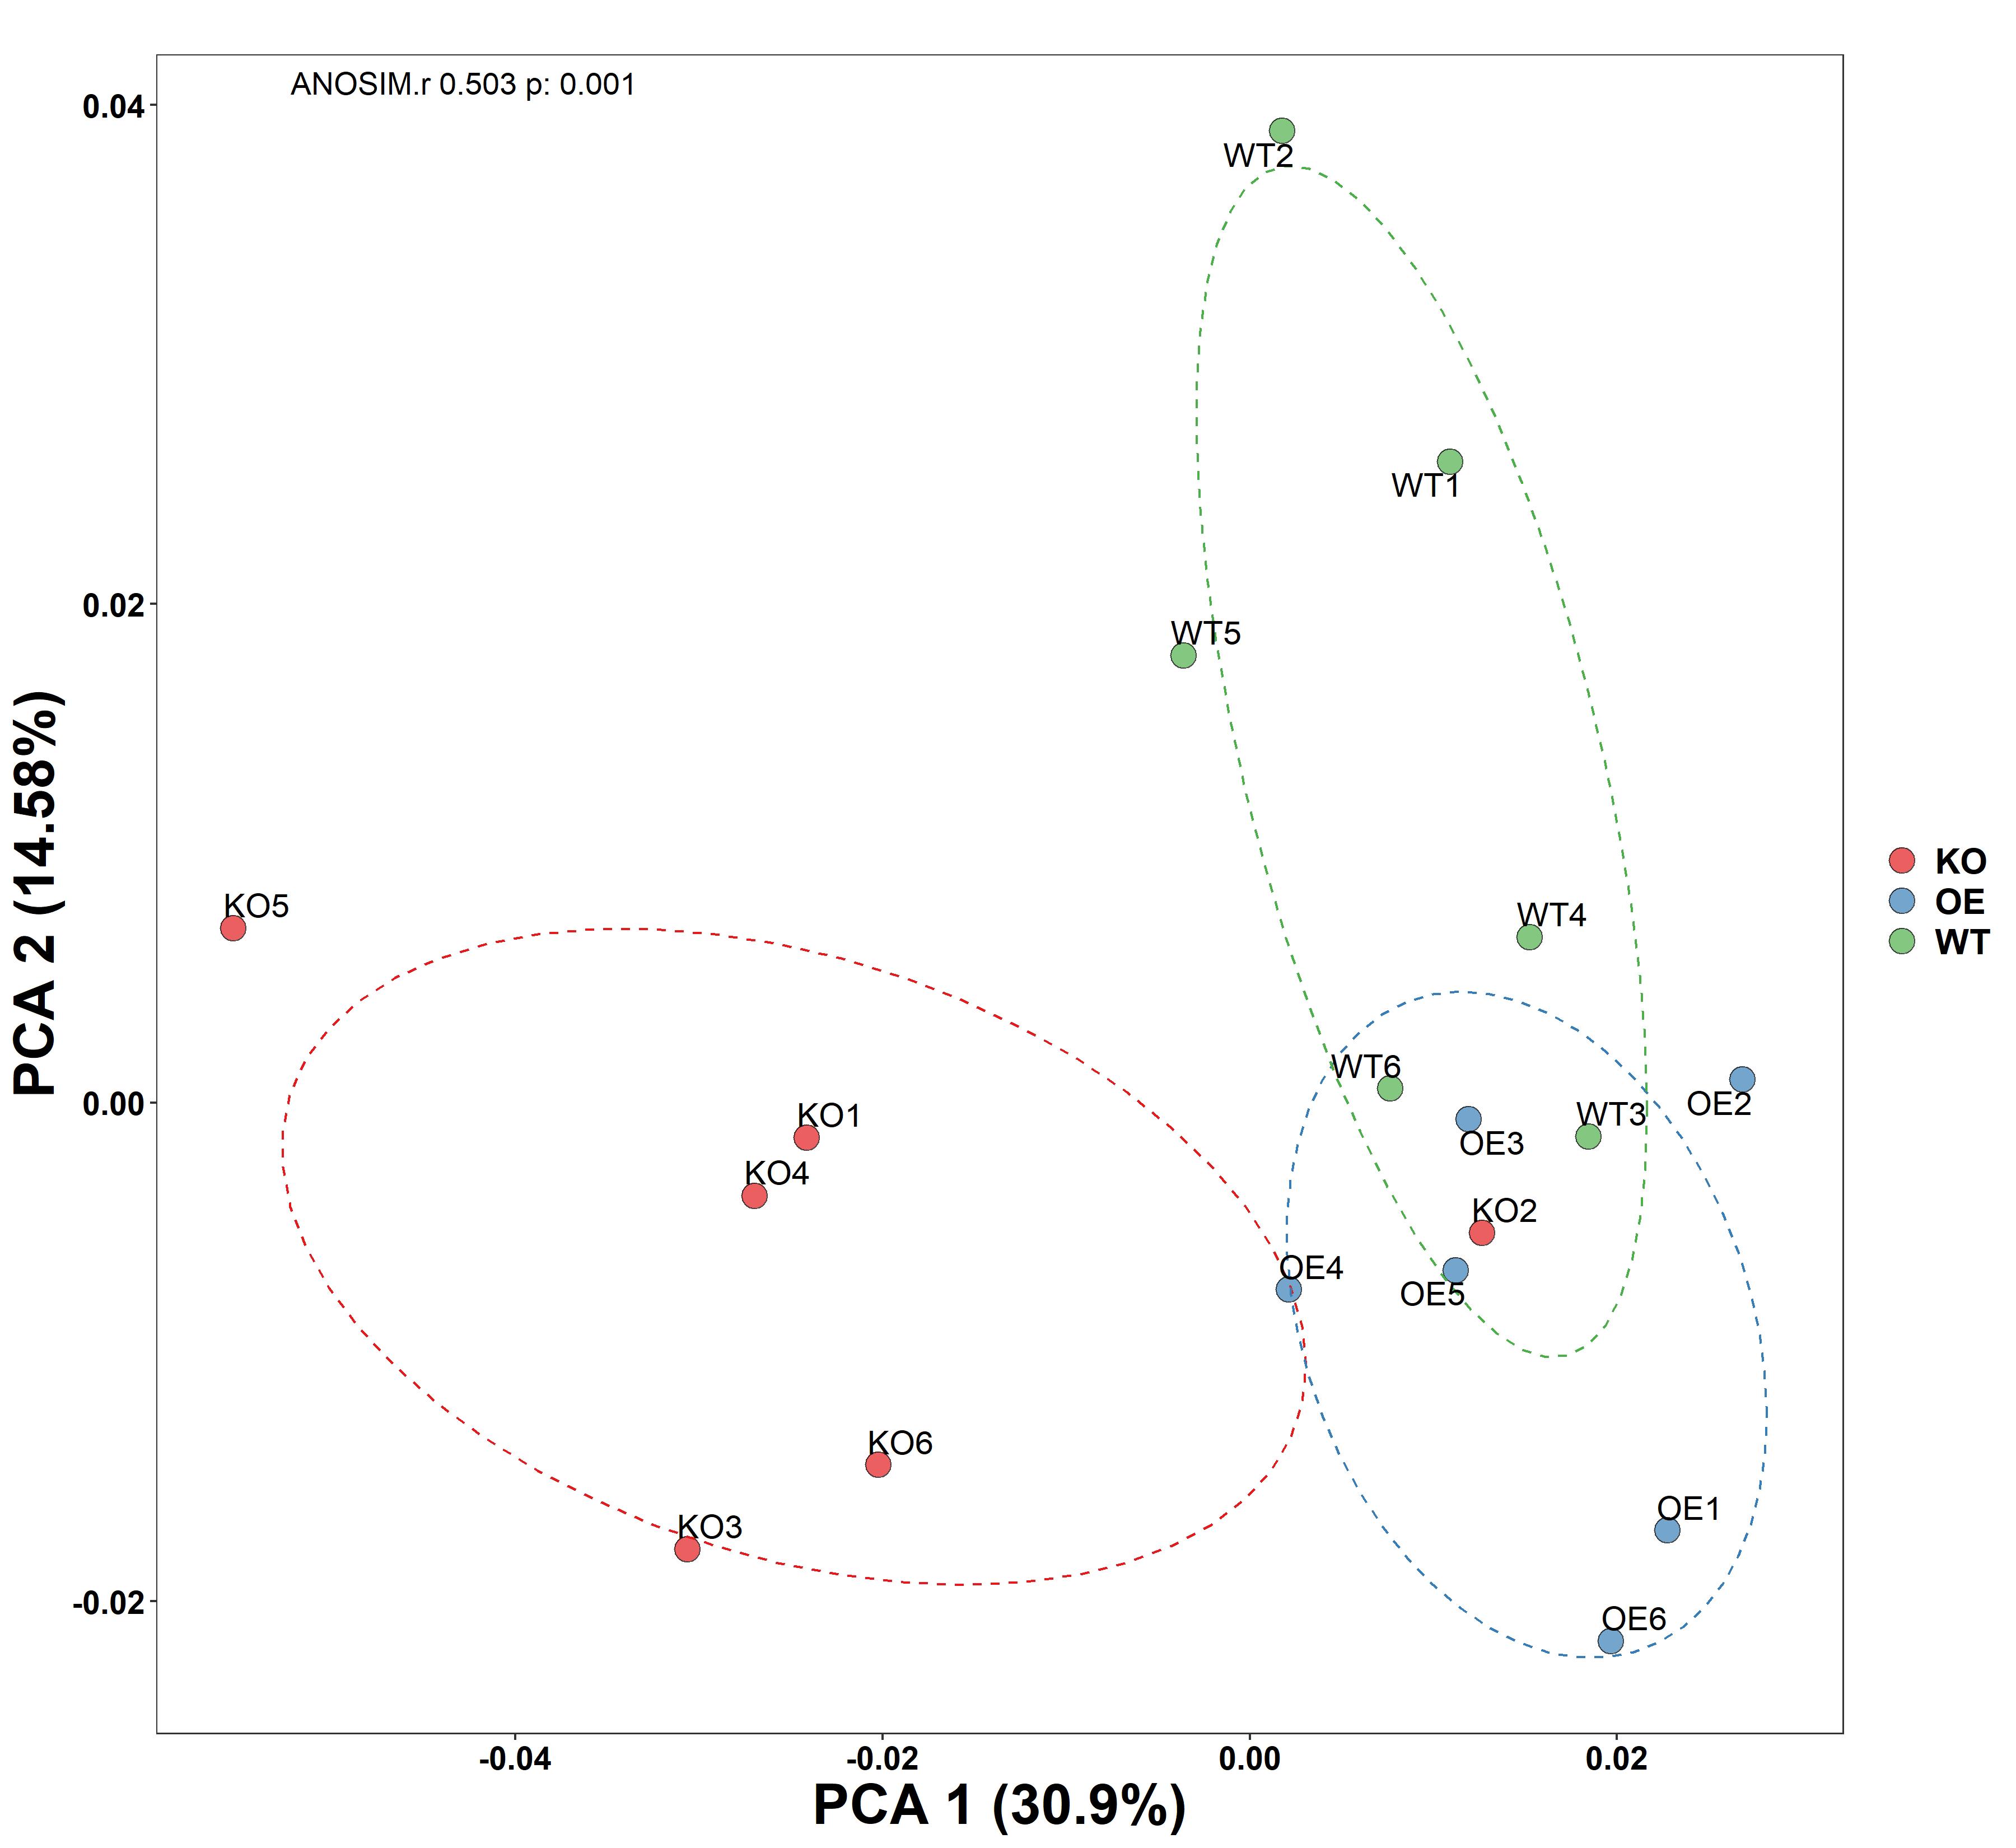 ANOSIM.r 0.503 p: 0.001
0.04
WT2
WT1
0.02
WT5
PCA 2 (14.58%)
KO5
WT4
KO
OE
WT
WT6
OE2
0.00
KO1
WT3
OE3
KO4
KO2
OE4
OE5
KO6
OE1
KO3
-0.02
OE6
-0.04
-0.02
0.00
0.02
PCA 1 (30.9%)